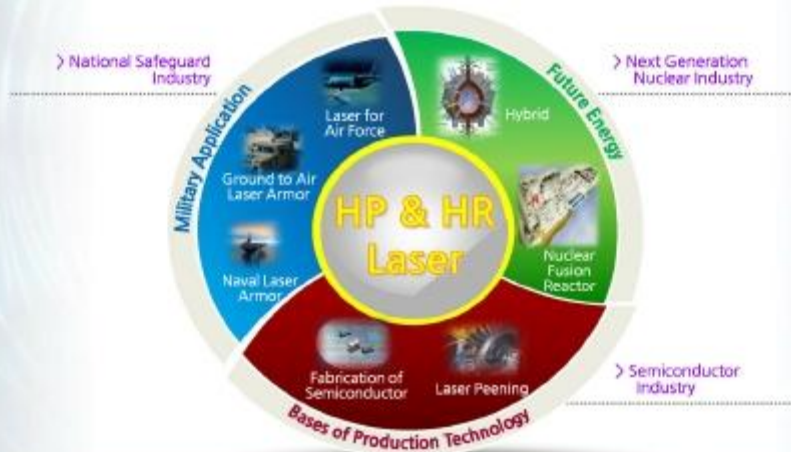 > National Safeguard
Industry
> Next Generation
Nuclear Industry
Military Application
Future Energy
Laser for
Air Force
Hybrid
Ground to Air
Laser Armor
HP & HR
Laser
Naval Laser
Armor
Nuclear
Fusion
Reactor
Fabrication of
Semiconductor
Laser Peening
> Semiconductor
Industry
Bases of Production Technology